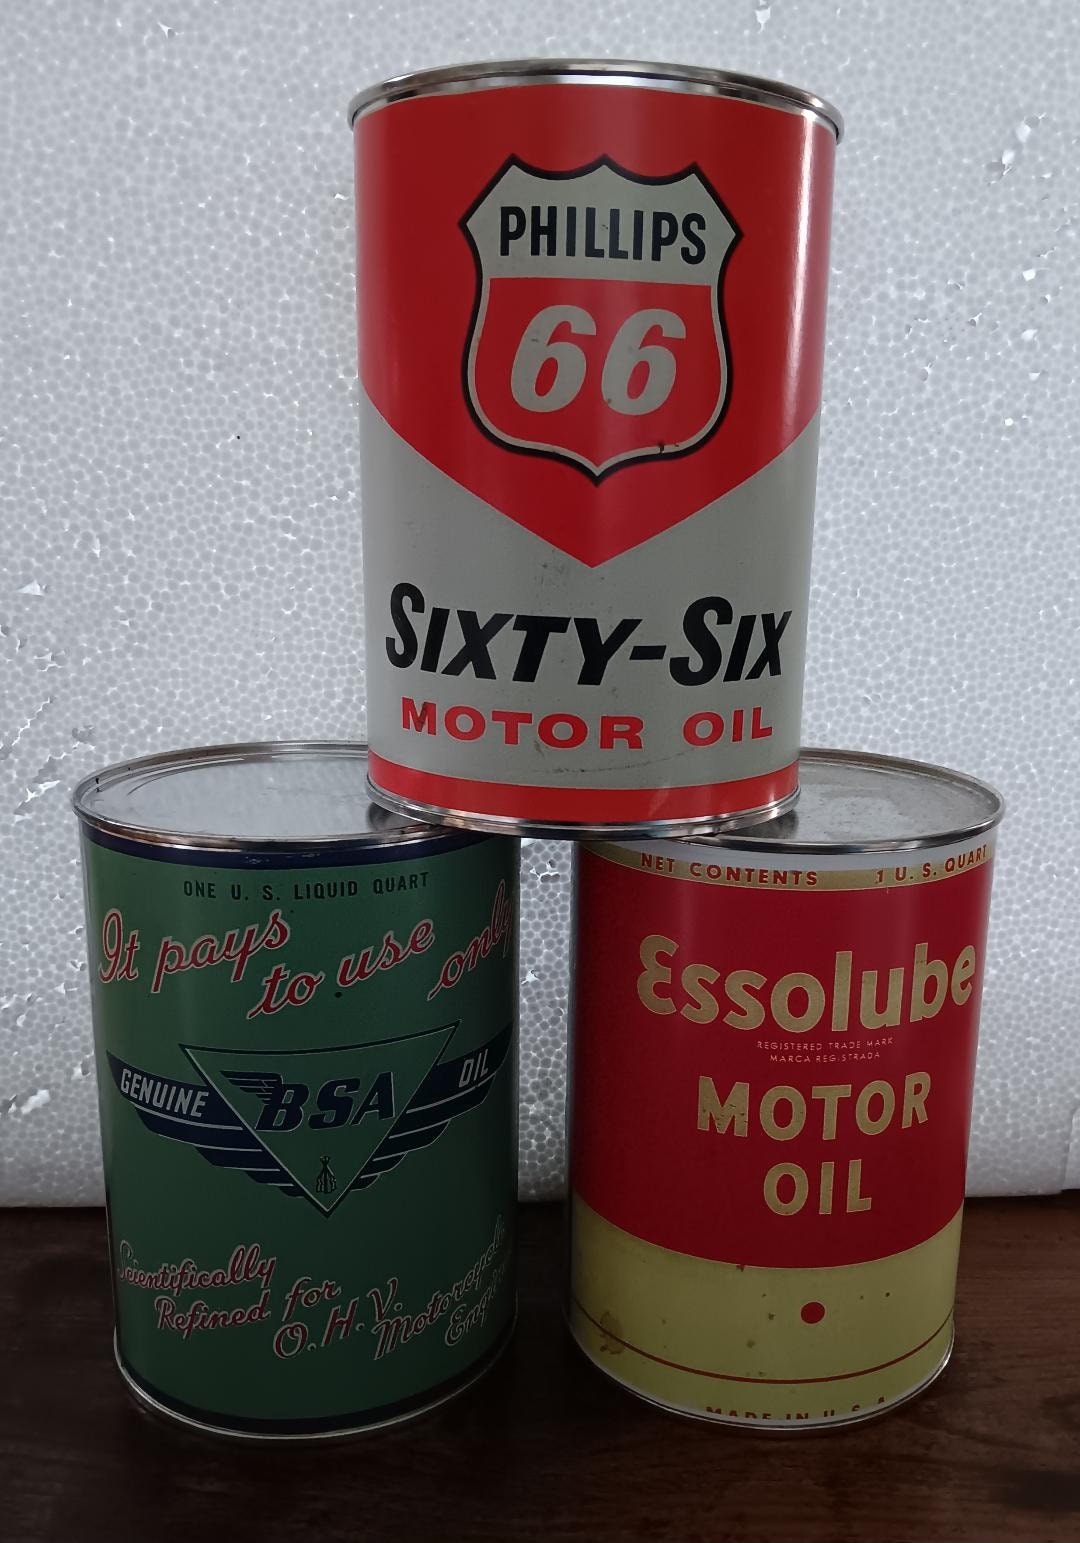 PHILLIPS
66
SIXTY-SIX
MOTOR OIL
ONE U. S. LIQUID QUART
It pays
to use only
GENUINE BSA OIL
Scientifically
Refined for
O. H. V. Motorcycle
NET CONTENTS 1 U. S. QUART
Essolube
REGISTERED TRADE MARK
MARCA REGISTRADA
MOTOR
OIL
MADE IN U. S. A.